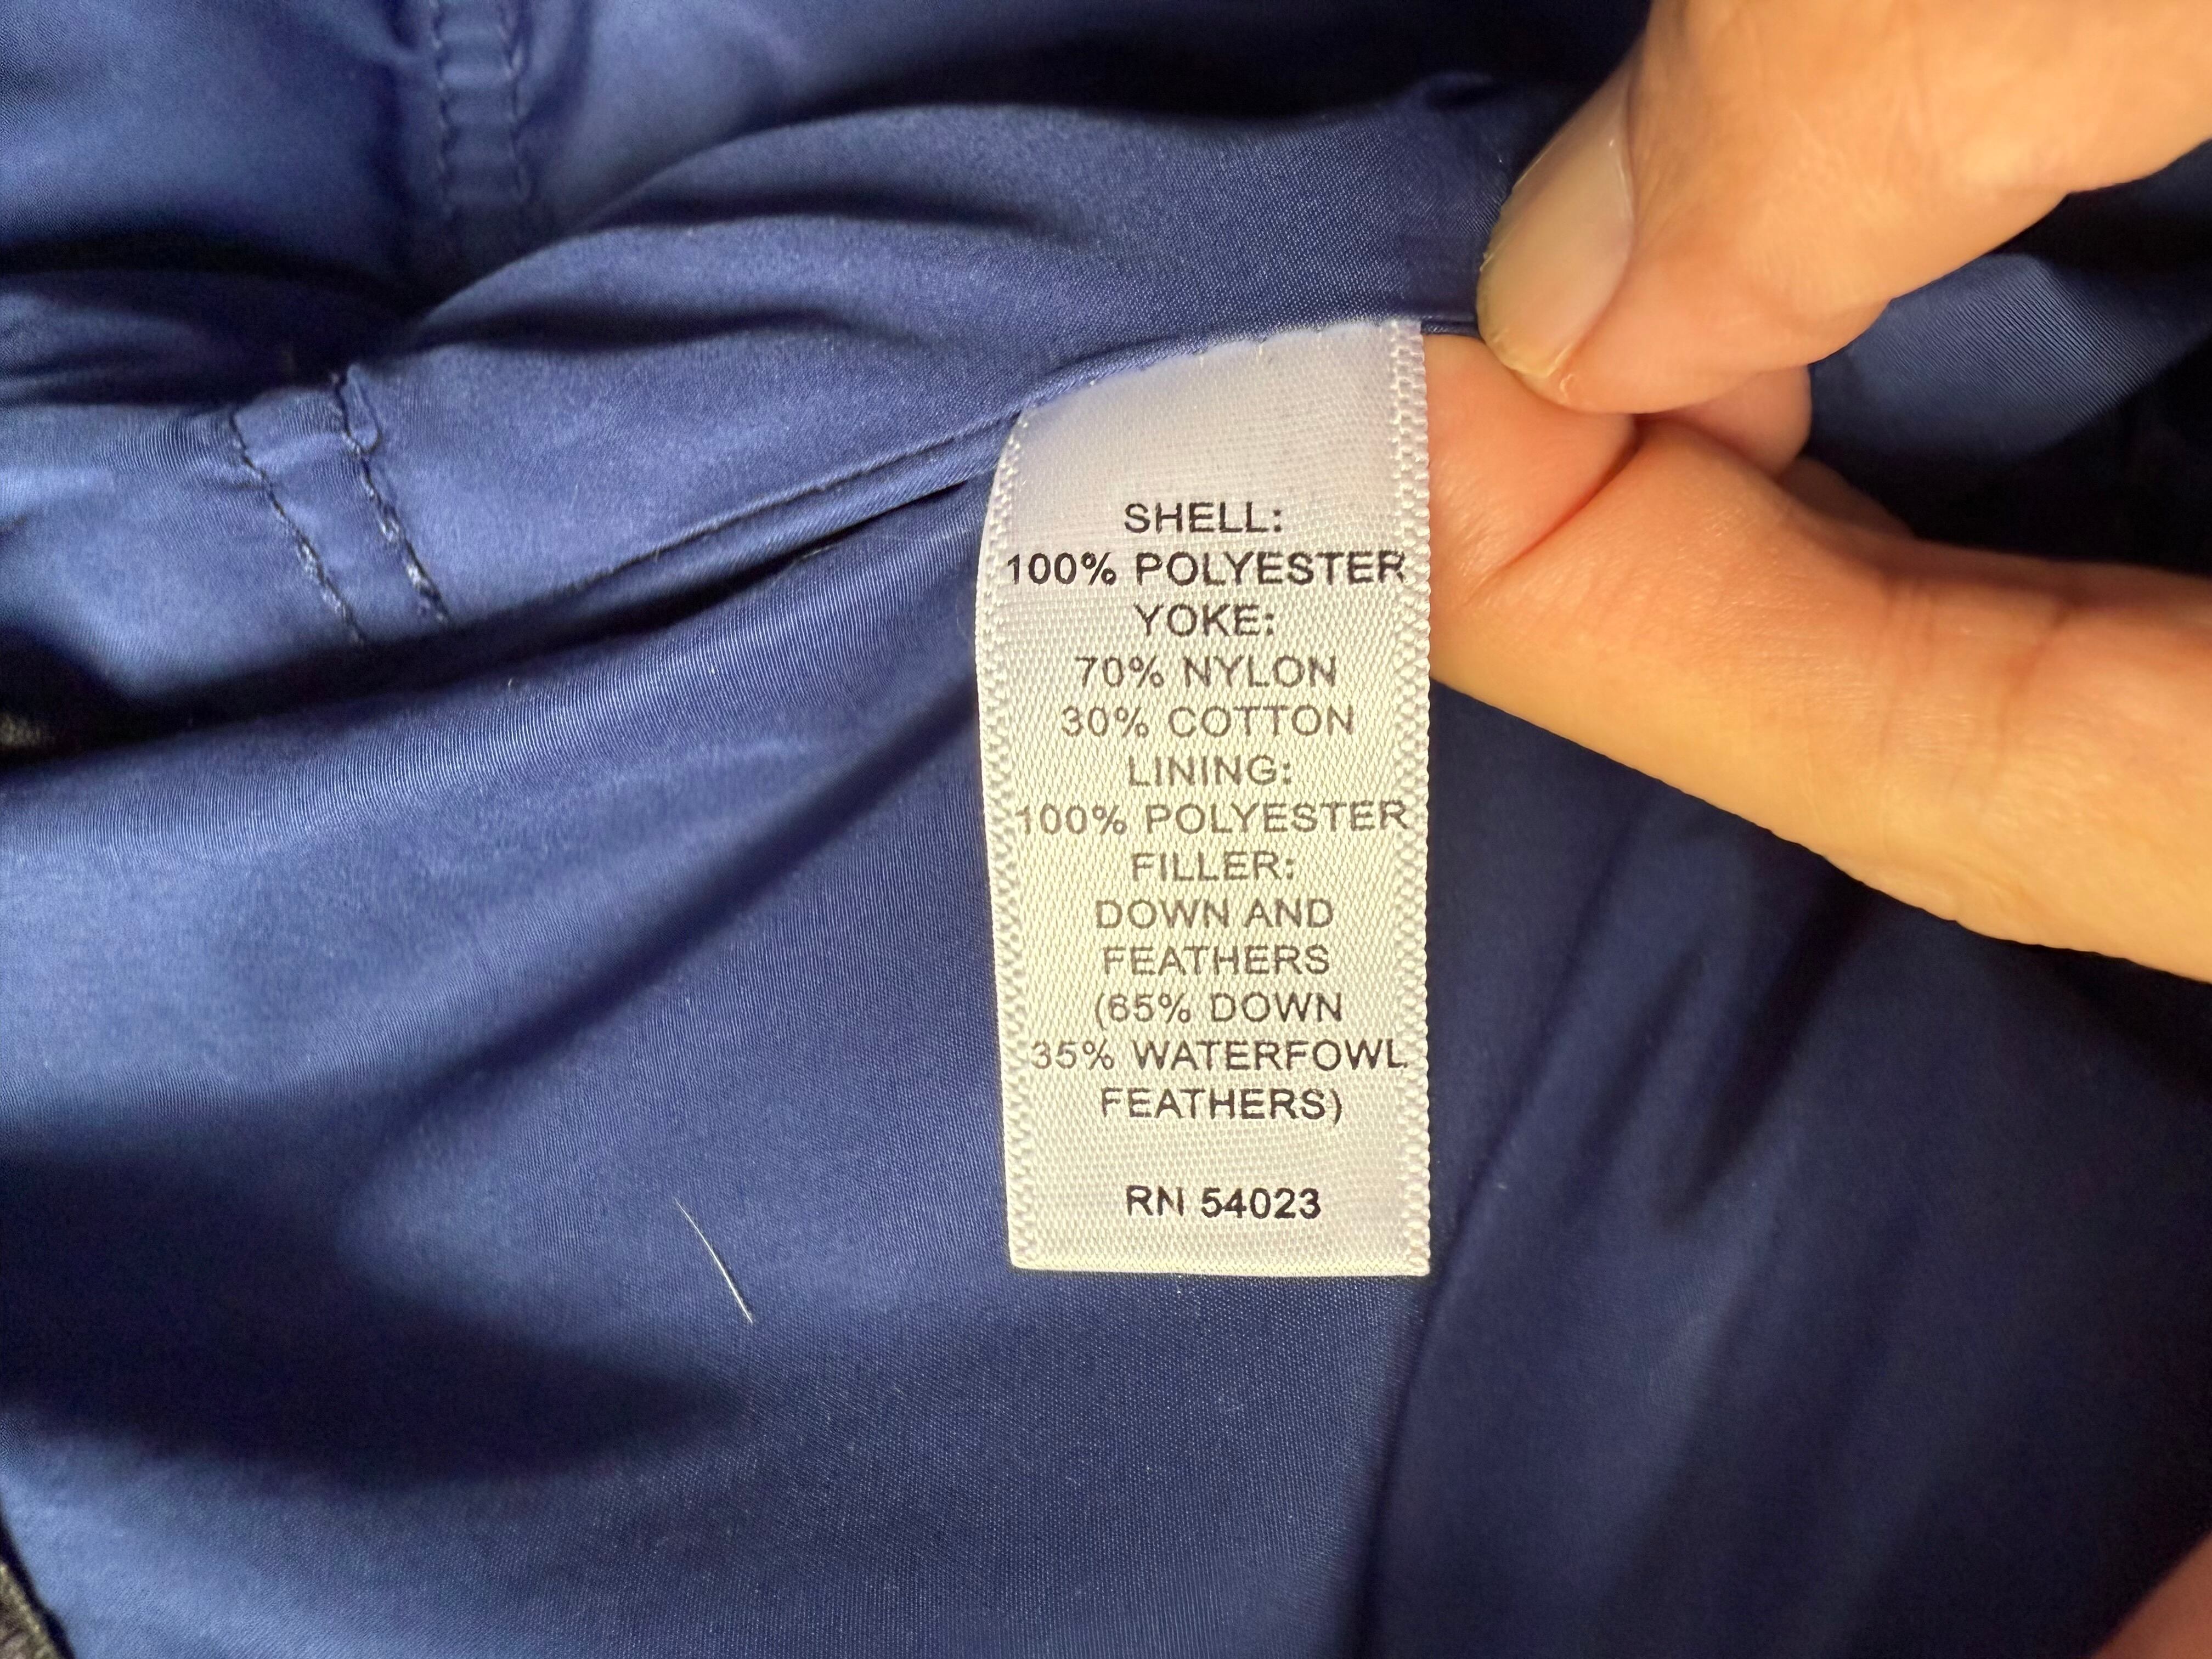 SHELL:
100% POLYESTER
YOKE:
70% NYLON
30% COTTON
LINING:
100% POLYESTER
FILLER:
DOWN AND
FEATHERS
(65% DOWN
35% WATERFOWL
FEATHERS)
RN 54023